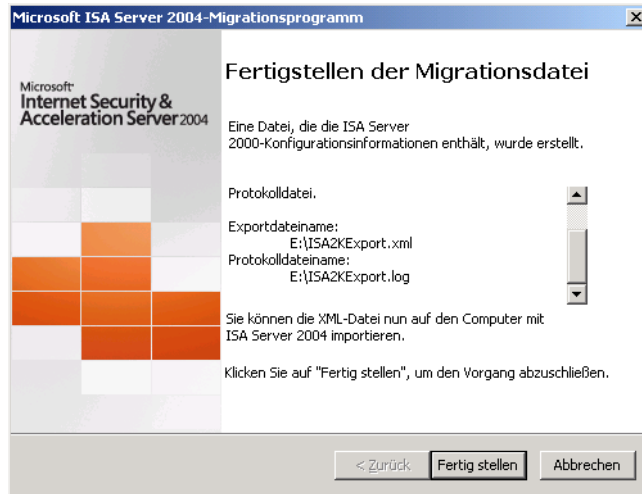 Microsoft ISA Server 2004-Migrationsprogramm
Microsoft
Internet Security &
Acceleration Server 2004
Fertigstellen der Migrationsdatei
Eine Datei, die die ISA Server
2000-Konfigurationsinformationen enthält, wurde erstellt.
Protokolldatei.
Exportdateiname:
E:\ISA2KExport.xml
Protokolldateiname:
E:\ISA2KExport.log
Sie können die XML-Datei nun auf den Computer mit
ISA Server 2004 importieren.
Klicken Sie auf "Fertig stellen", um den Vorgang abzuschließen.
< Zurück Fertig stellen Abbrechen